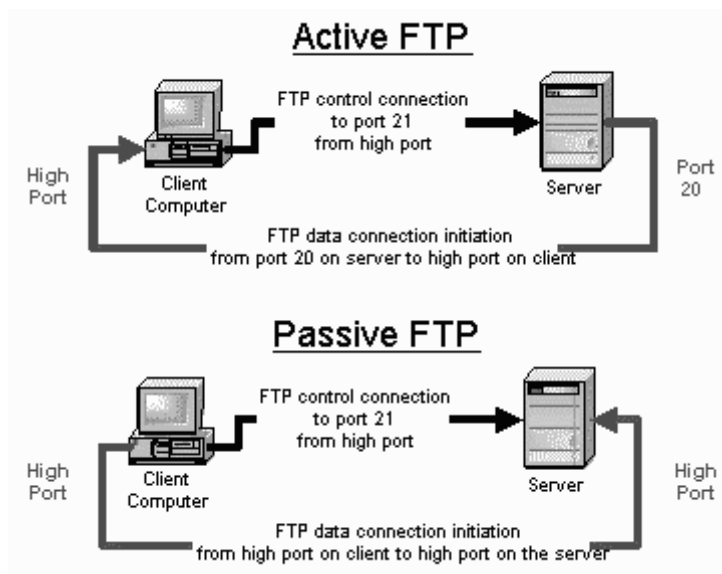 Active FTP
FTP control connection
to port 21
from high port
High
Port
Client
Computer
Server
Port
20
FTP data connection initiation
from port 20 on server to high port on client
Passive FTP
FTP control connection
to port 21
from high port
High
Port
Client
Computer
Server
High
Port
FTP data connection initiation
from high port on client to high port on the server